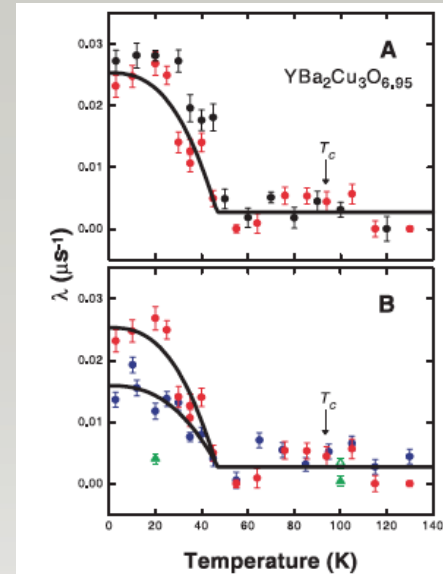 0.03
0.02
0.01
0.00
A
YBa₂Cu₃O₆.₉₅
Tc
λ (μs⁻¹)
0.03
0.02
0.01
0.00
B
Tc
0 20 40 60 80 100 120 140
Temperature (K)